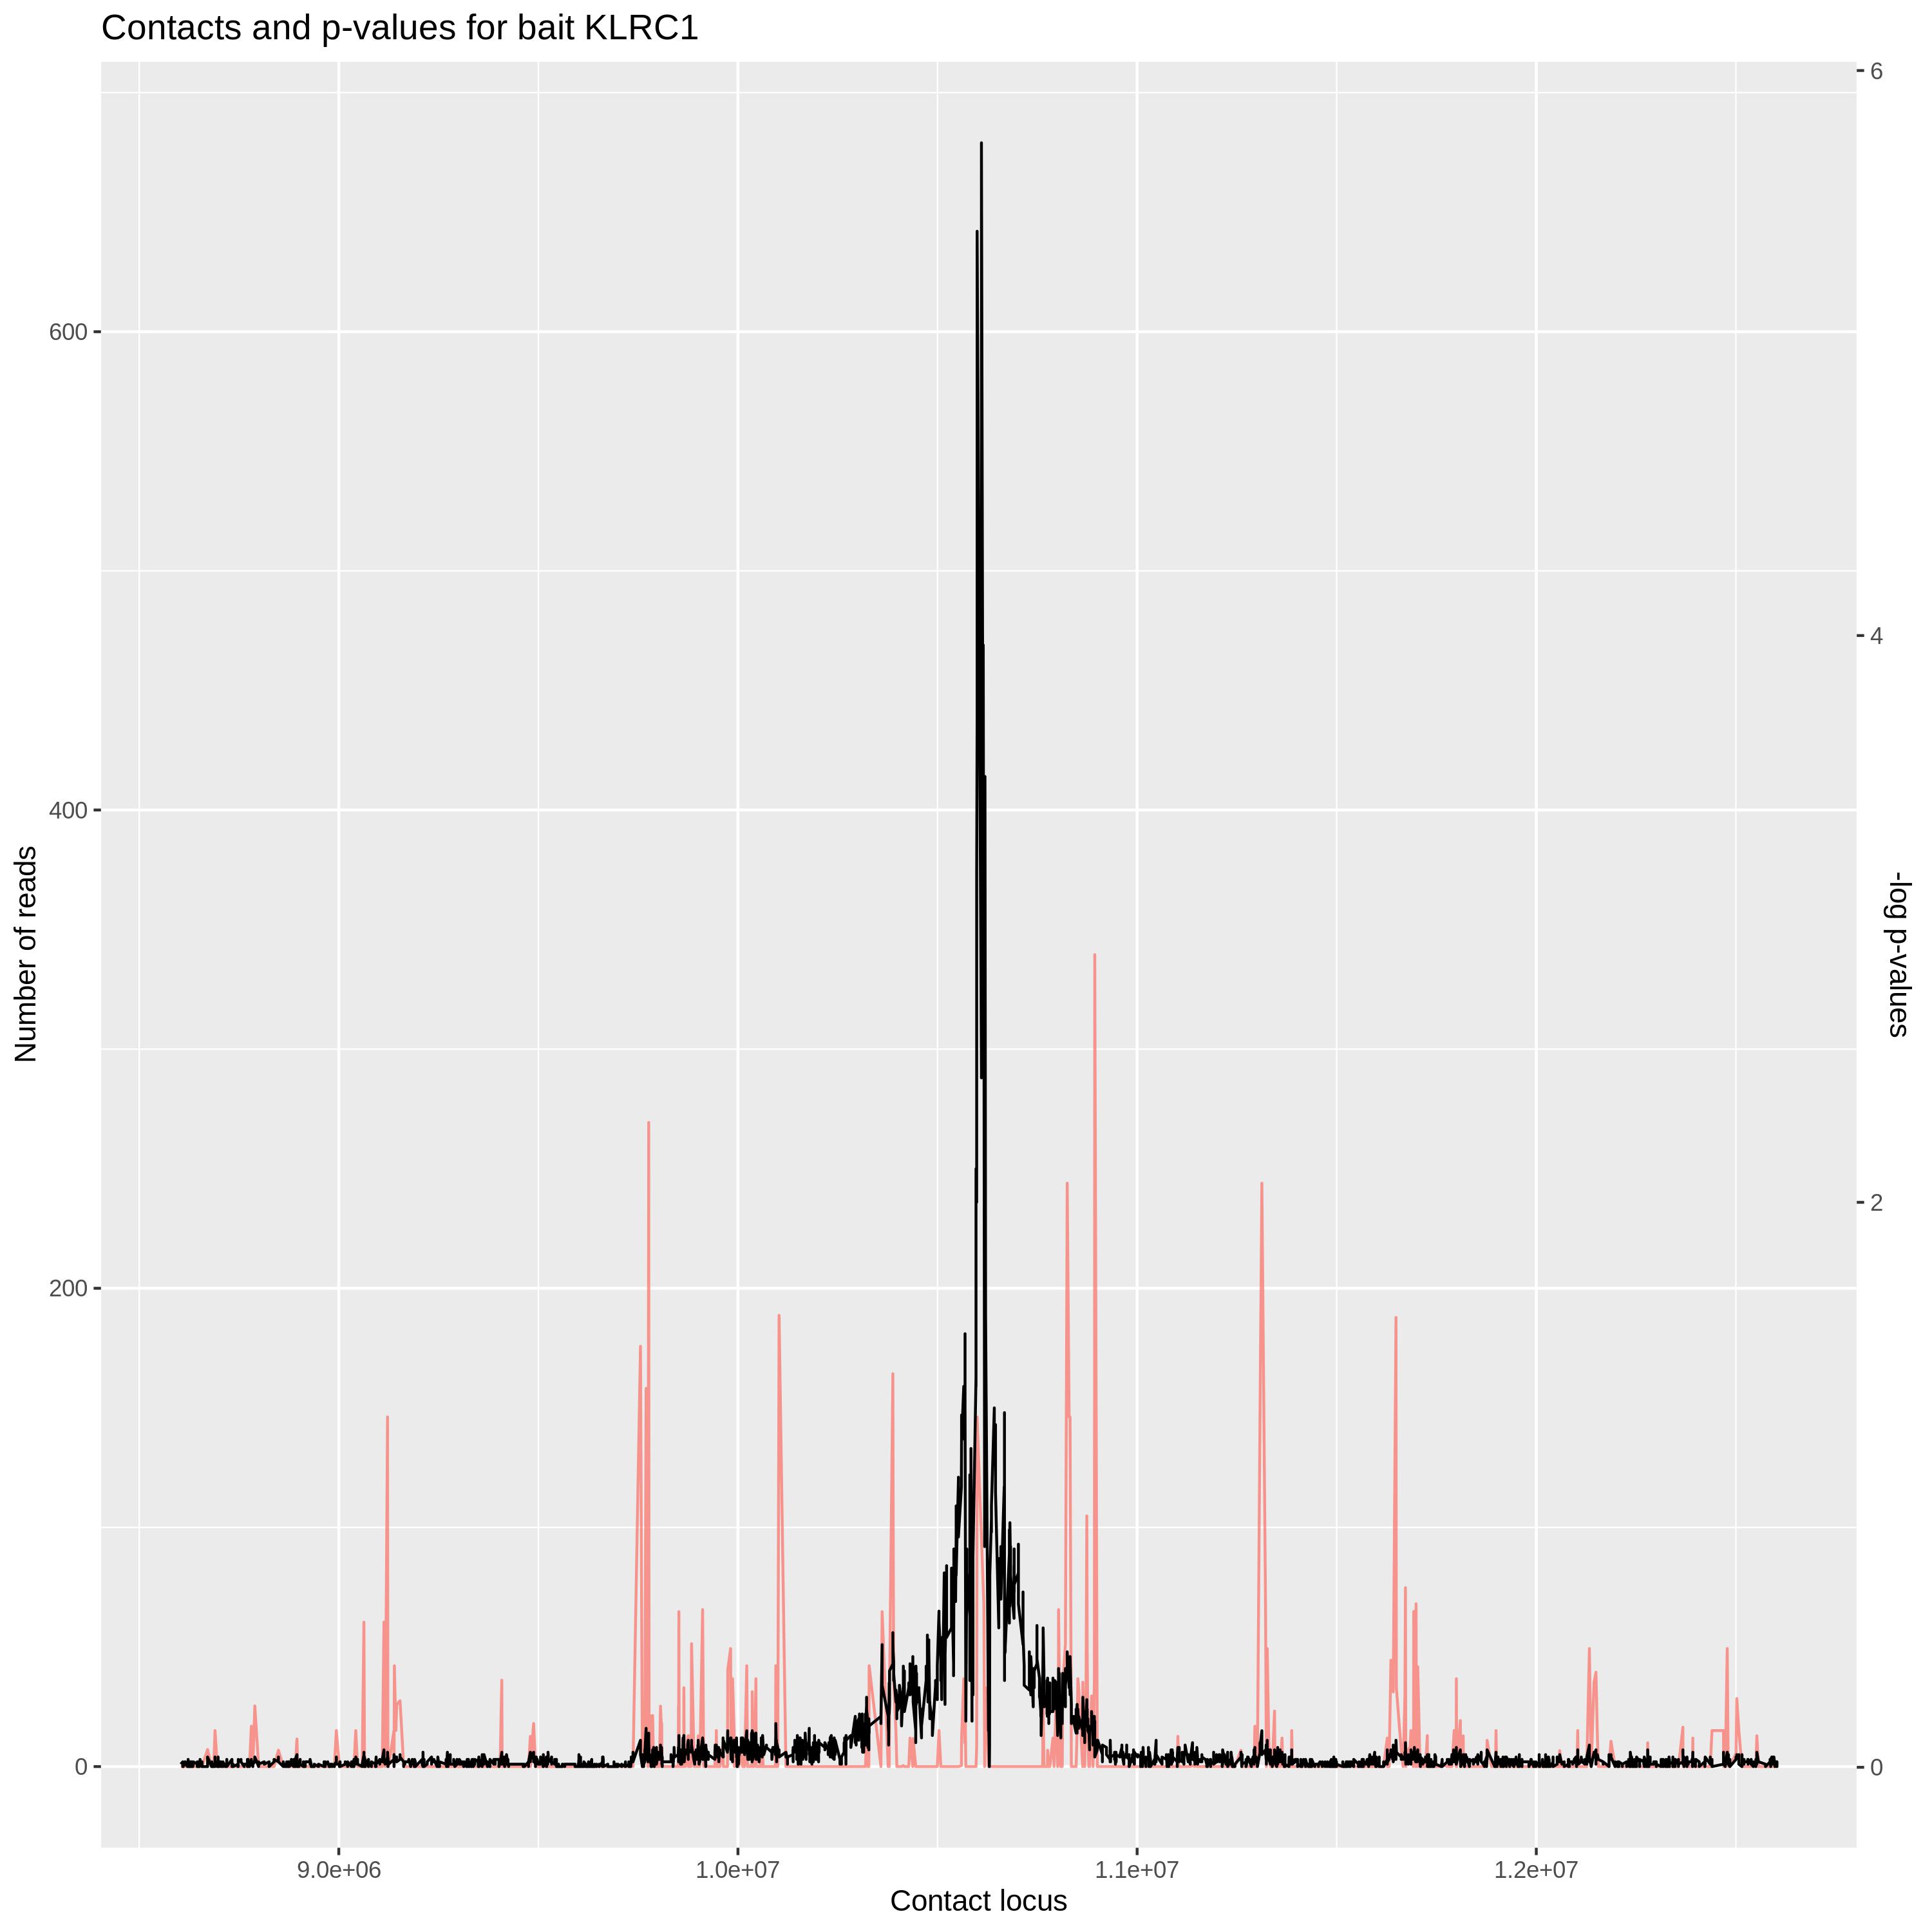 Contacts and p-values for bait KLRC1
6
600
4
400
Number of reads
-log p-values
2
200
0
0
9.0e+06
1.0e+07
1.1e+07
1.2e+07
Contact locus